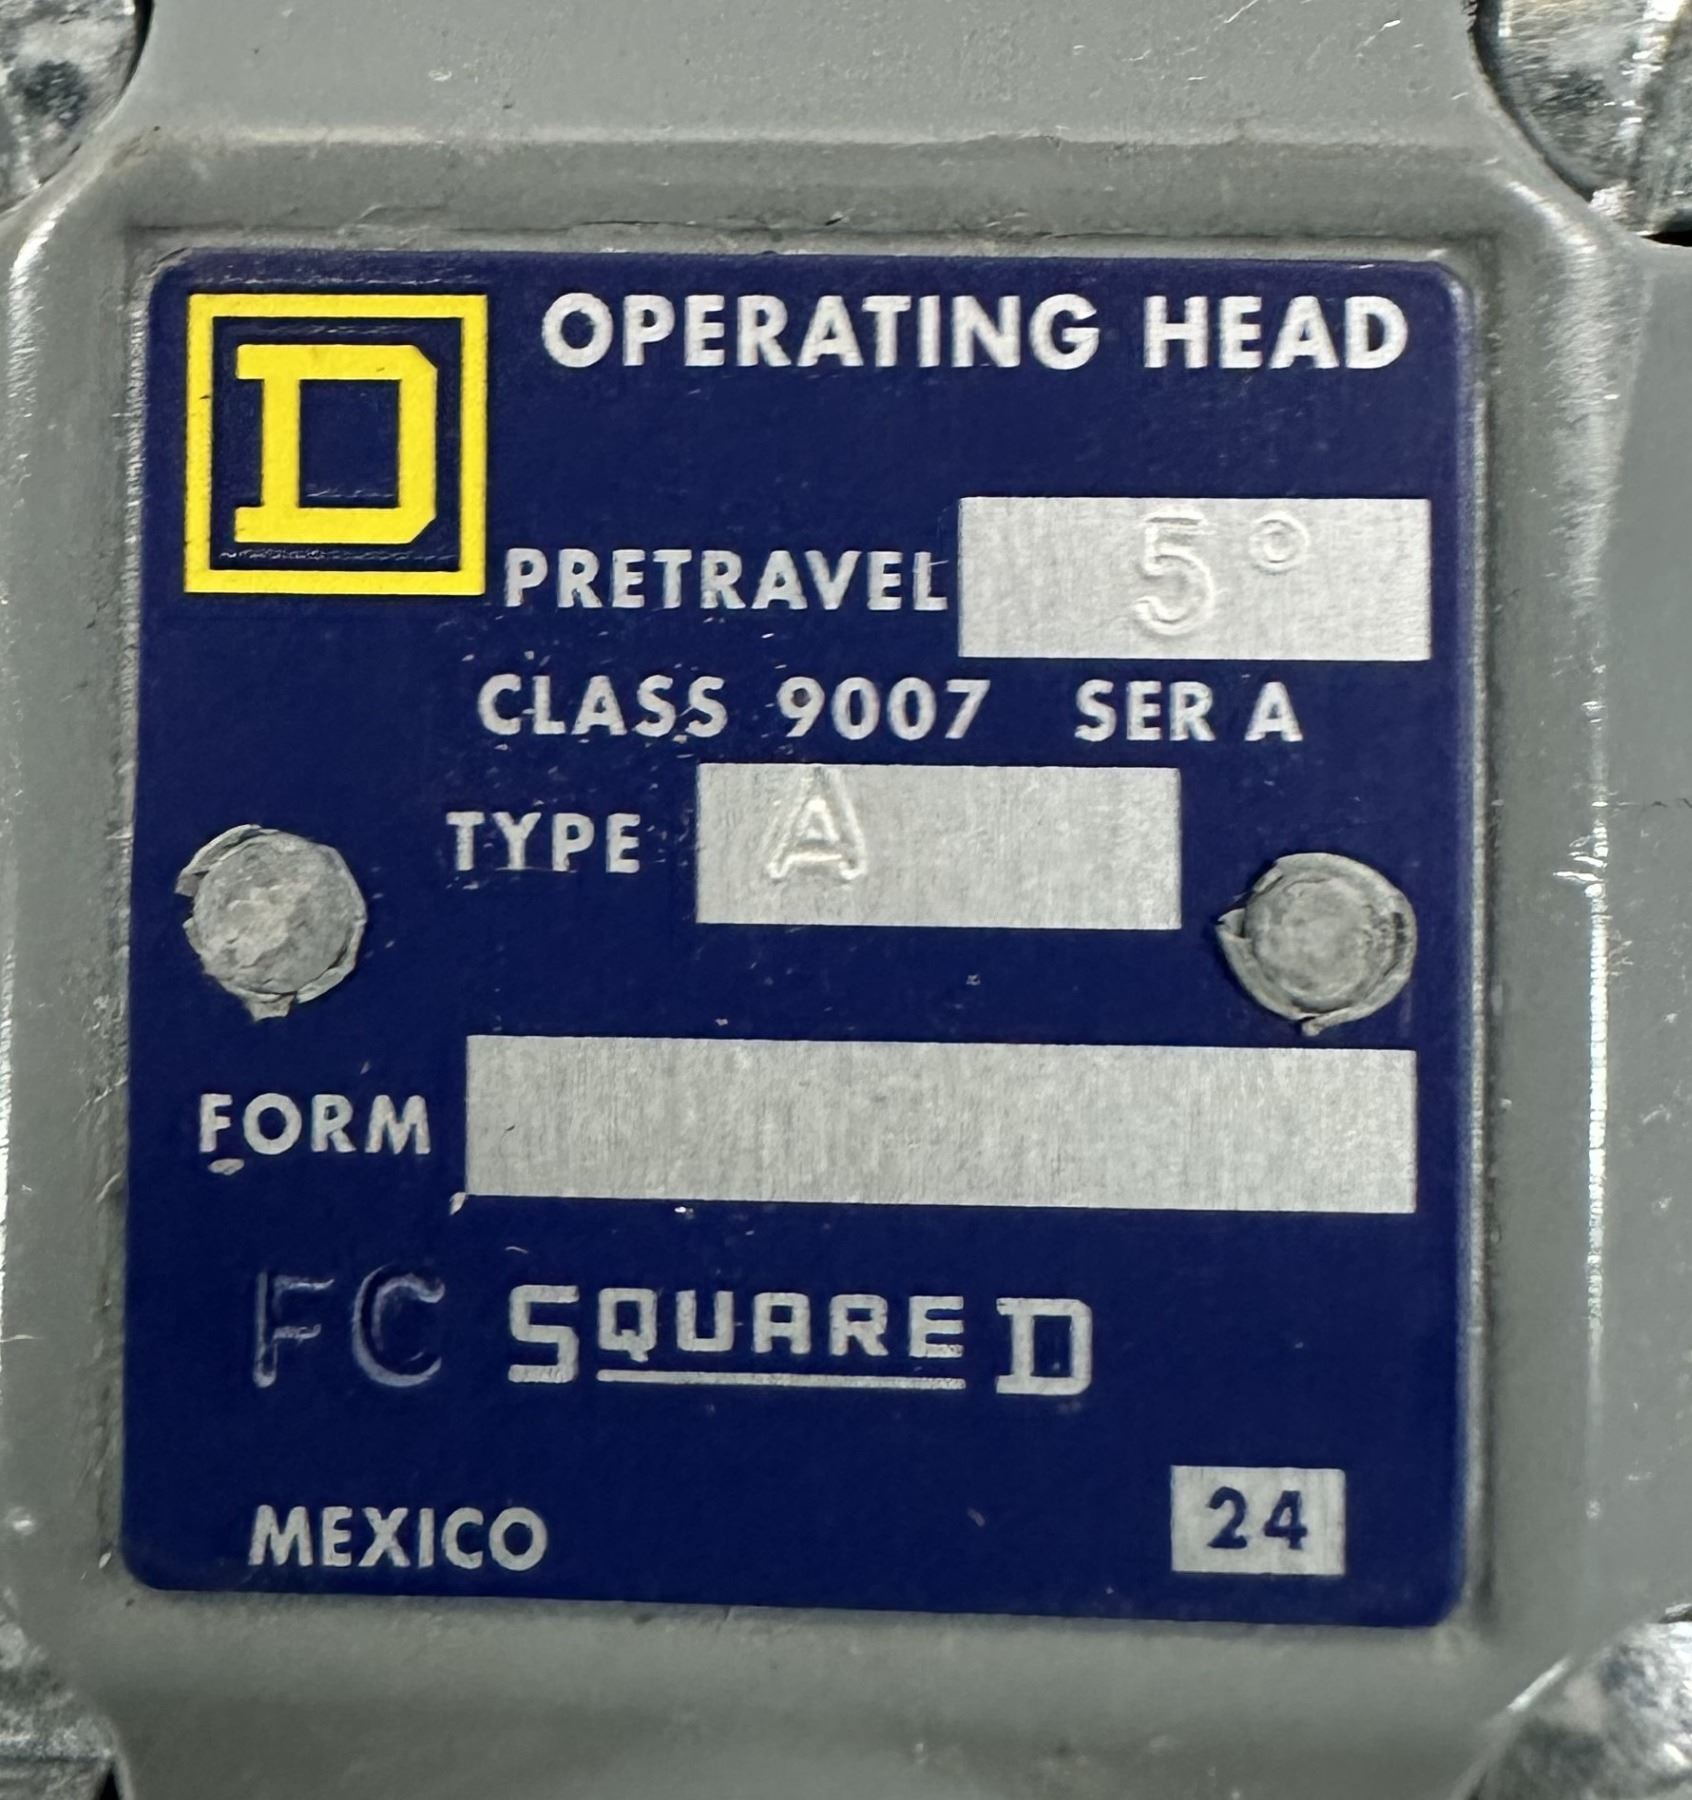 D OPERATING HEAD
PRETRAVEL 5°
CLASS 9007 SER A
TYPE A
FORM
FC SQUARE D
MEXICO 24